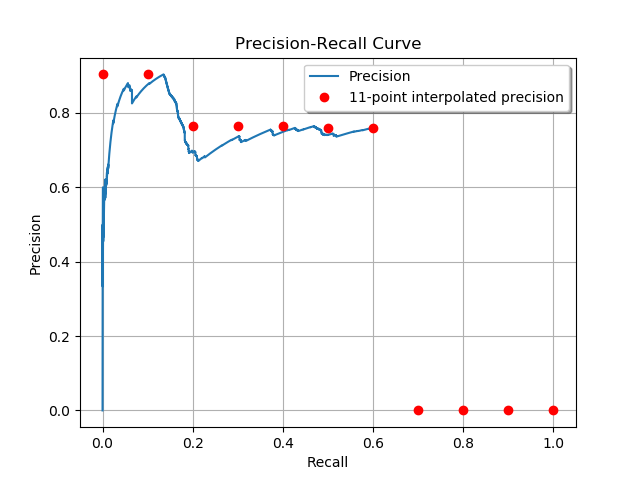 Precision-Recall Curve
Precision
11-point interpolated precision
Precision
0.8
0.6
0.4
0.2
0.0
0.0 0.2 0.4 0.6 0.8 1.0
Recall